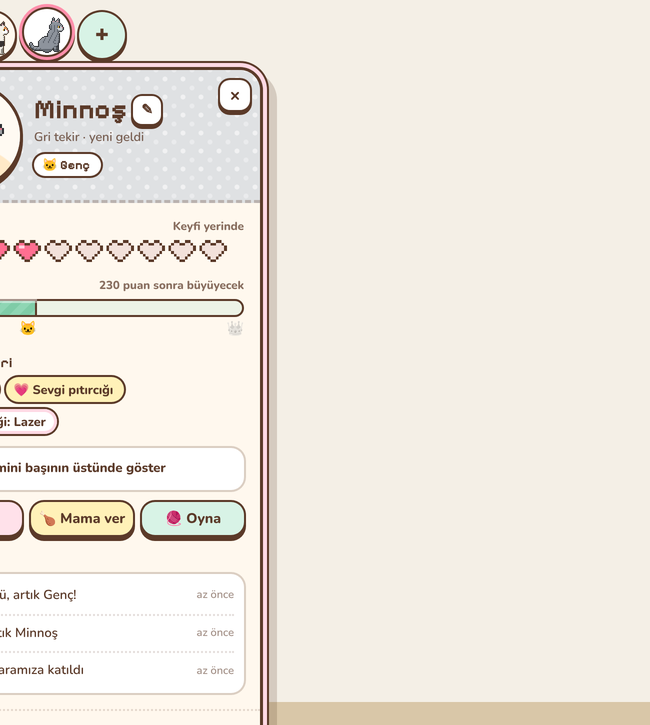 +
×
Minnoş ✎
Gri tekir · yeni geldi
Genç
Keyfi yerinde
230 puan sonra büyüyecek
ri
Sevgi pıtırcığı
ği: Lazer
mini başının üstünde göster
Mama ver Oyna
ü, artık Genç! az önce
tık Minnoş az önce
aramıza katıldı az önce